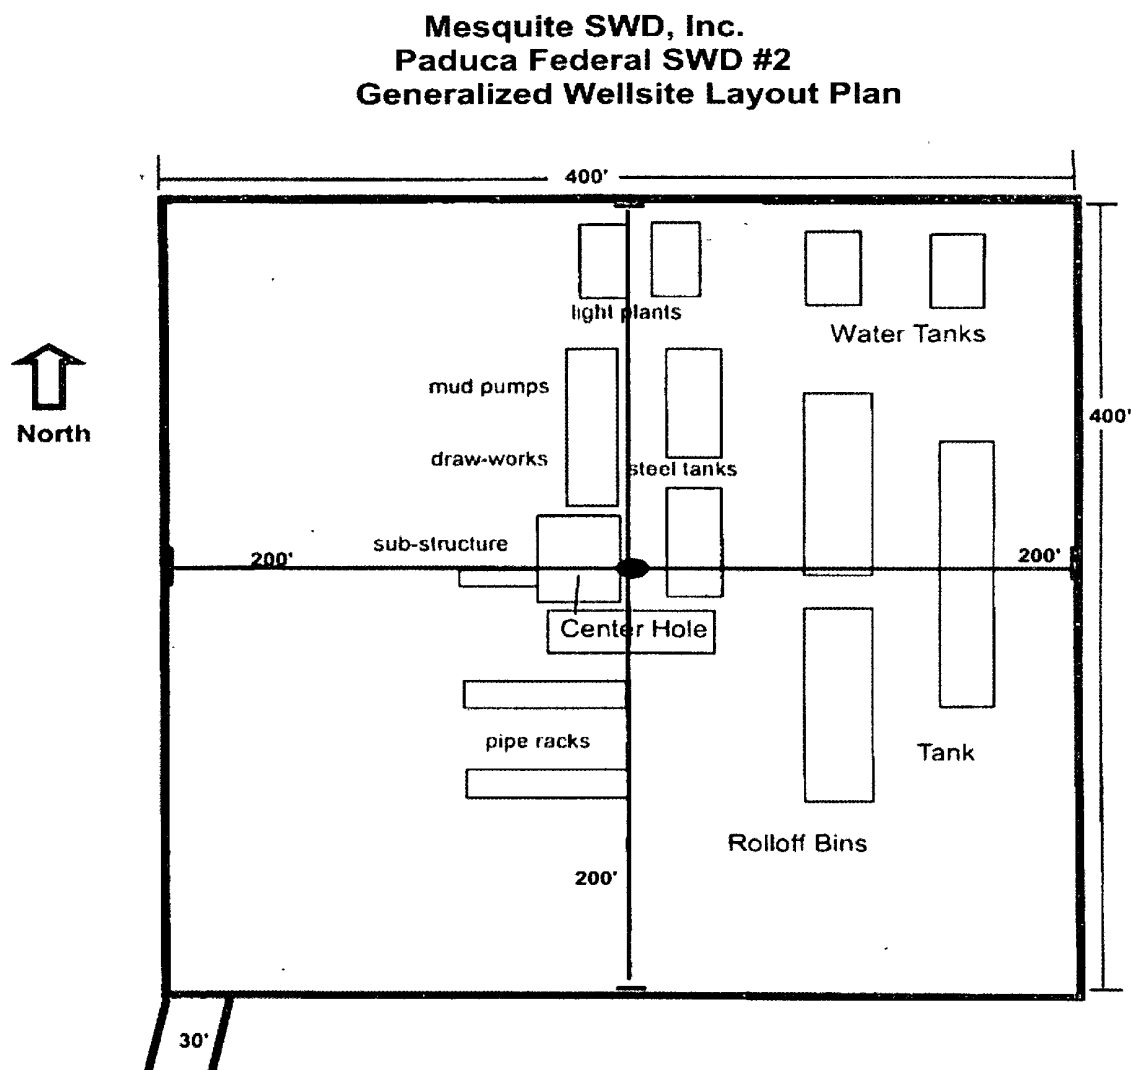 Mesquite SWD, Inc.
Paduca Federal SWD #2
Generalized Wellsite Layout Plan
400'
light plants
Water Tanks
North
mud pumps
400'
draw-works
steel tanks
sub-structure
200'
200'
Center Hole
pipe racks
Tank
Rolloff Bins
200'
30'